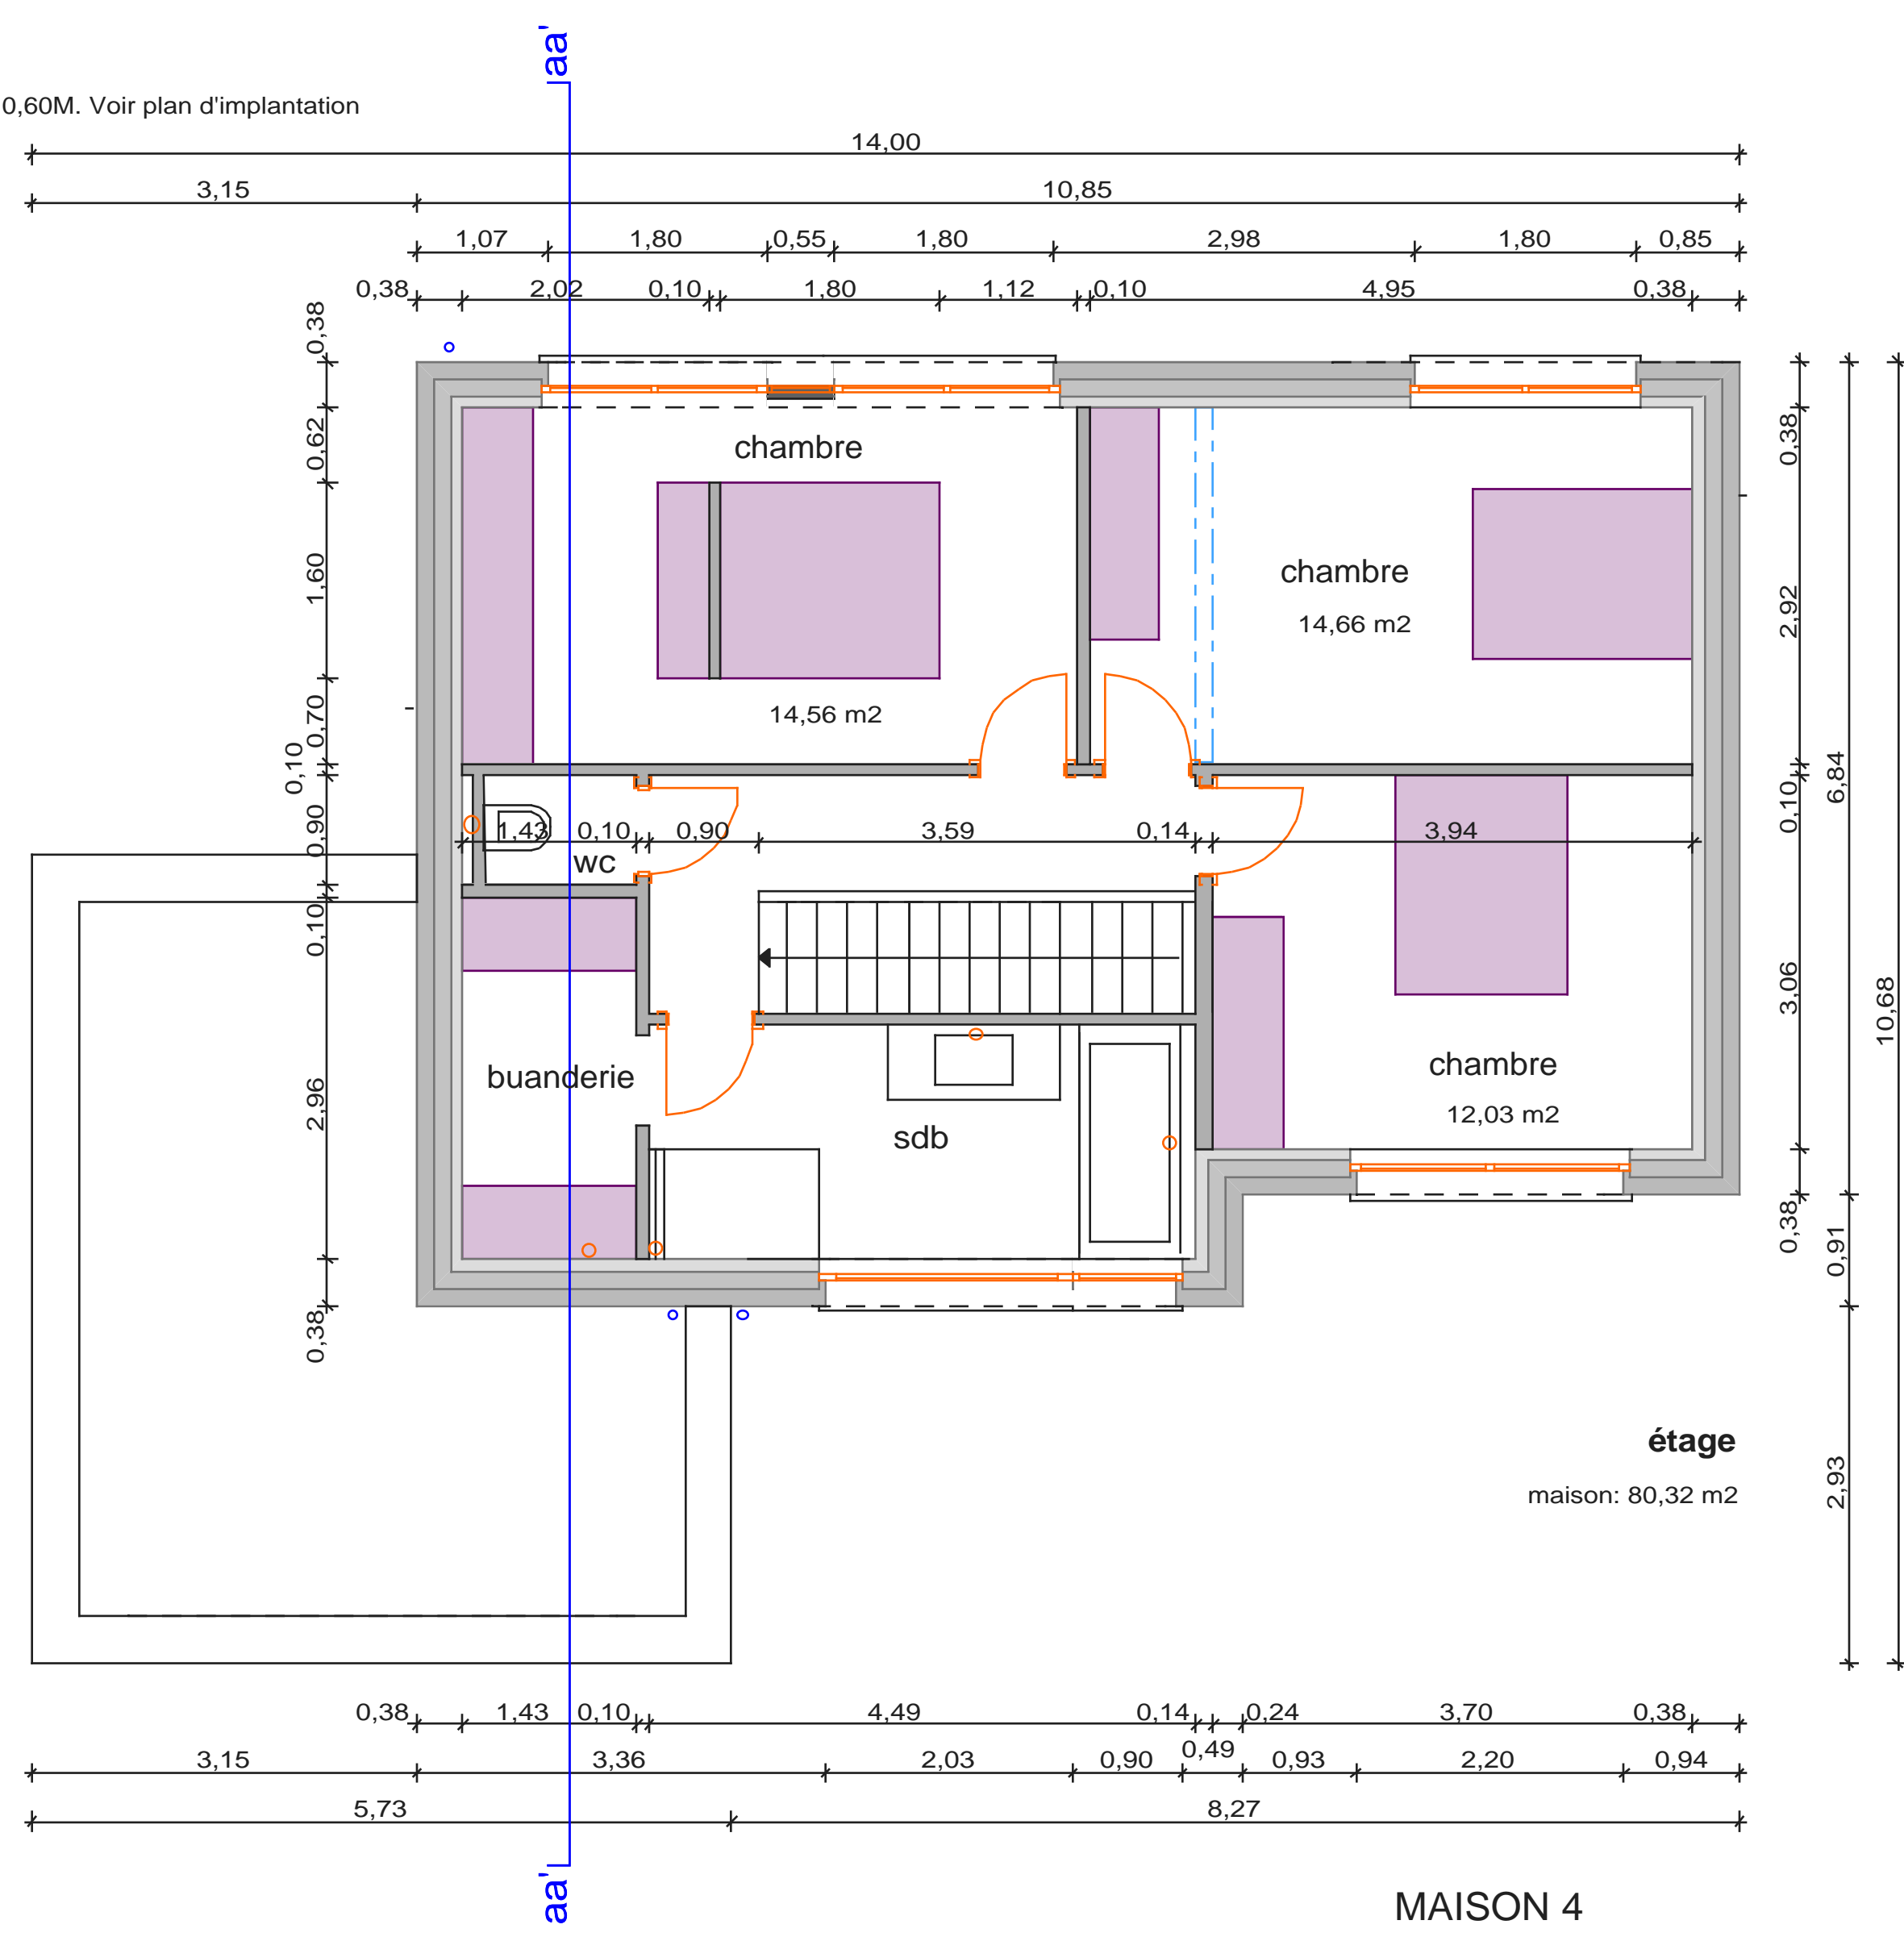 aa'
0,60M. Voir plan d'implantation
14,00
3,15 10,85
1,07 1,80 0,55 1,80 2,98 1,80 0,85
0,38 2,02 0,10 1,80 1,12 0,10 4,95 0,38
0,38
0,62
1,60
0,70
0,10
0,90
0,10
2,96
0,38
chambre
14,56 m2
chambre
14,66 m2
1,43 0,10 0,90 3,59 0,14 3,94
wc
buanderie
sdb
chambre
12,03 m2
0,38
2,92
0,10
3,06
0,38
6,84
0,91
2,93
10,68
étage
maison: 80,32 m2
0,38 1,43 0,10 4,49 0,14 0,24 3,70 0,38
3,15 3,36 2,03 0,90 0,49 0,93 2,20 0,94
5,73 8,27
aa'
MAISON 4